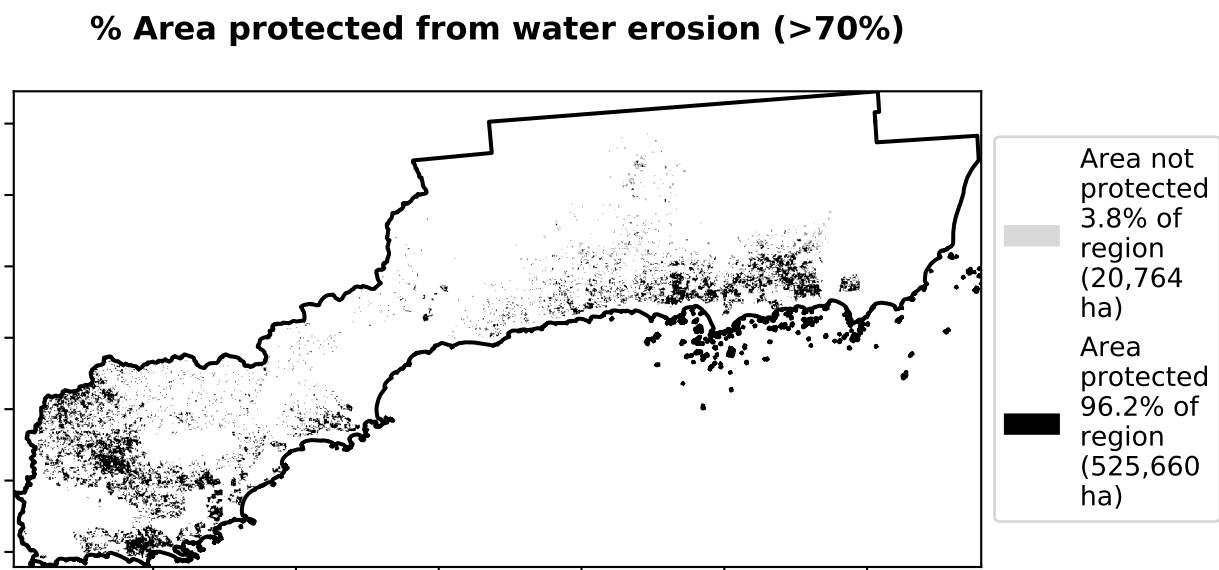 % Area protected from water erosion (>70%)
Area not
protected
3.8% of
region
(20,764
ha)
Area
protected
96.2% of
region
(525,660
ha)